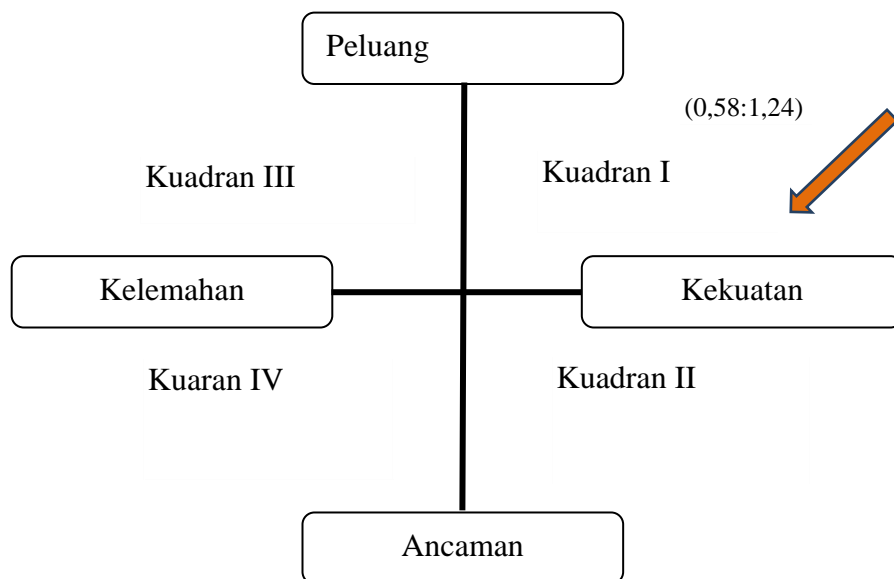 Peluang
(0,58:1,24)
Kuadran III
Kuadran I
Kelemahan
Kekuatan
Kuaran IV
Kuadran II
Ancaman